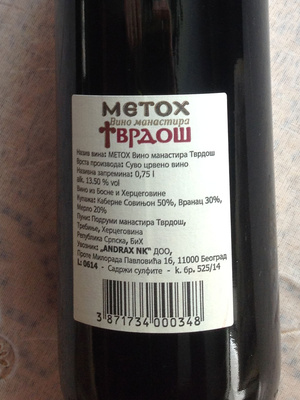 МЕТОХ
Вино манастира
ТВРДОШ
Назив вина: МЕТОХ Вино манастира Тврдош
Врста производа: Суво црвено вино
Називна запремина: 0,75 l
alc. 13.50 % vol
Вино из Босне и Херцеговине
Купажа: Каберне Совињон 50%, Вранац 30%,
Мерло 20%
Пуни: Подруми манастира Тврдош,
Требиње, Херцеговина
Република Српска, БиХ
Увозник: „ANDRAX NK" ДОО,
Проте Милорада Павловића 16, 11000 Београд
L: 0614 - Садржи сулфите - k. бр. 525/14
3 871734 000348